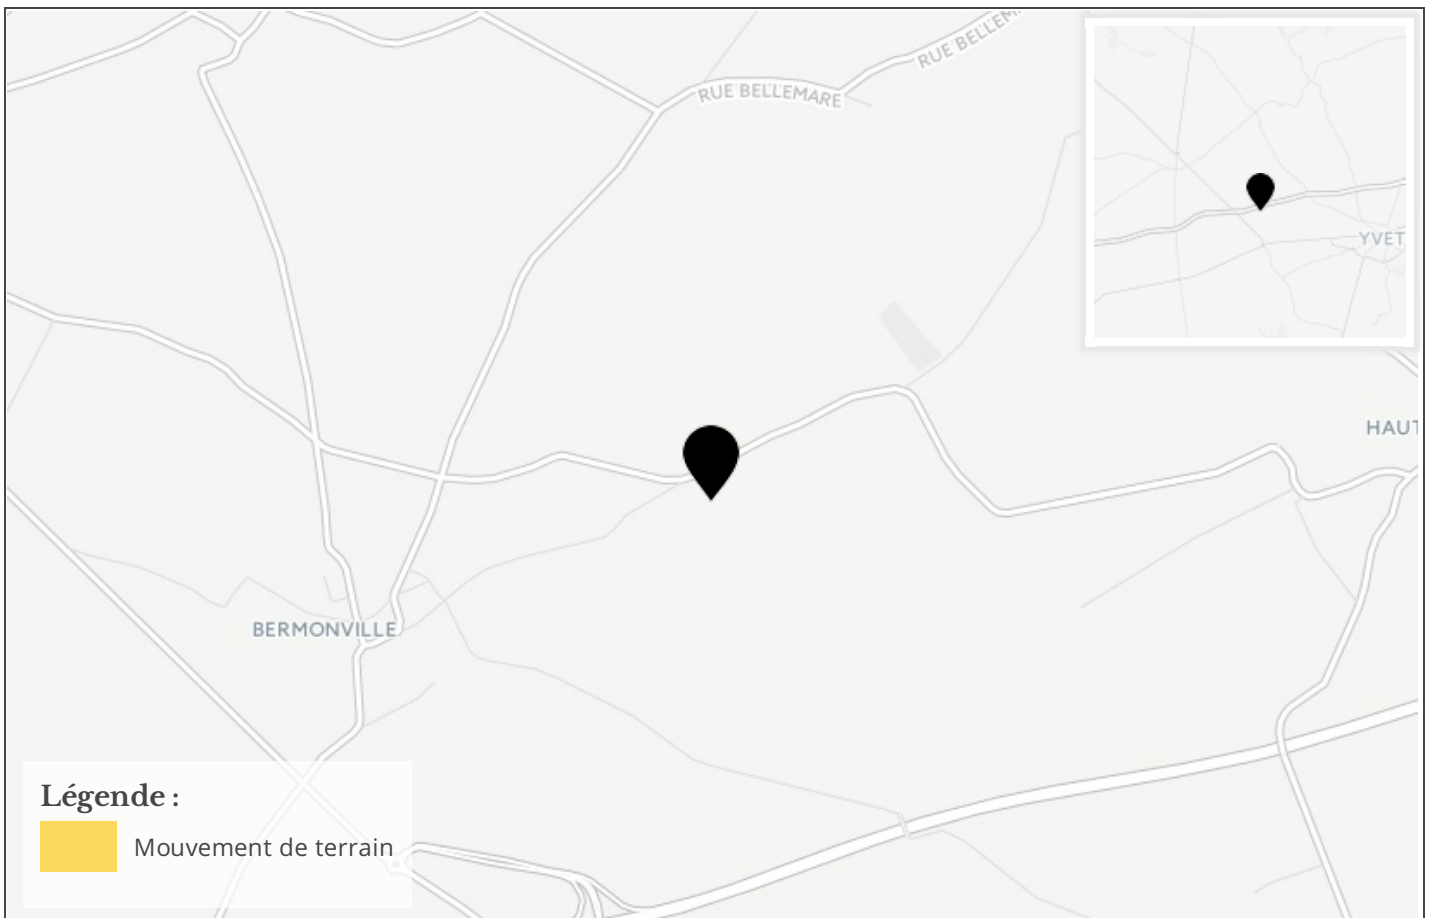 RUE BELLEM
RUE BELLEMARE
YVET
HAUT
BERMONVILLE
Légende :
Mouvement de terrain